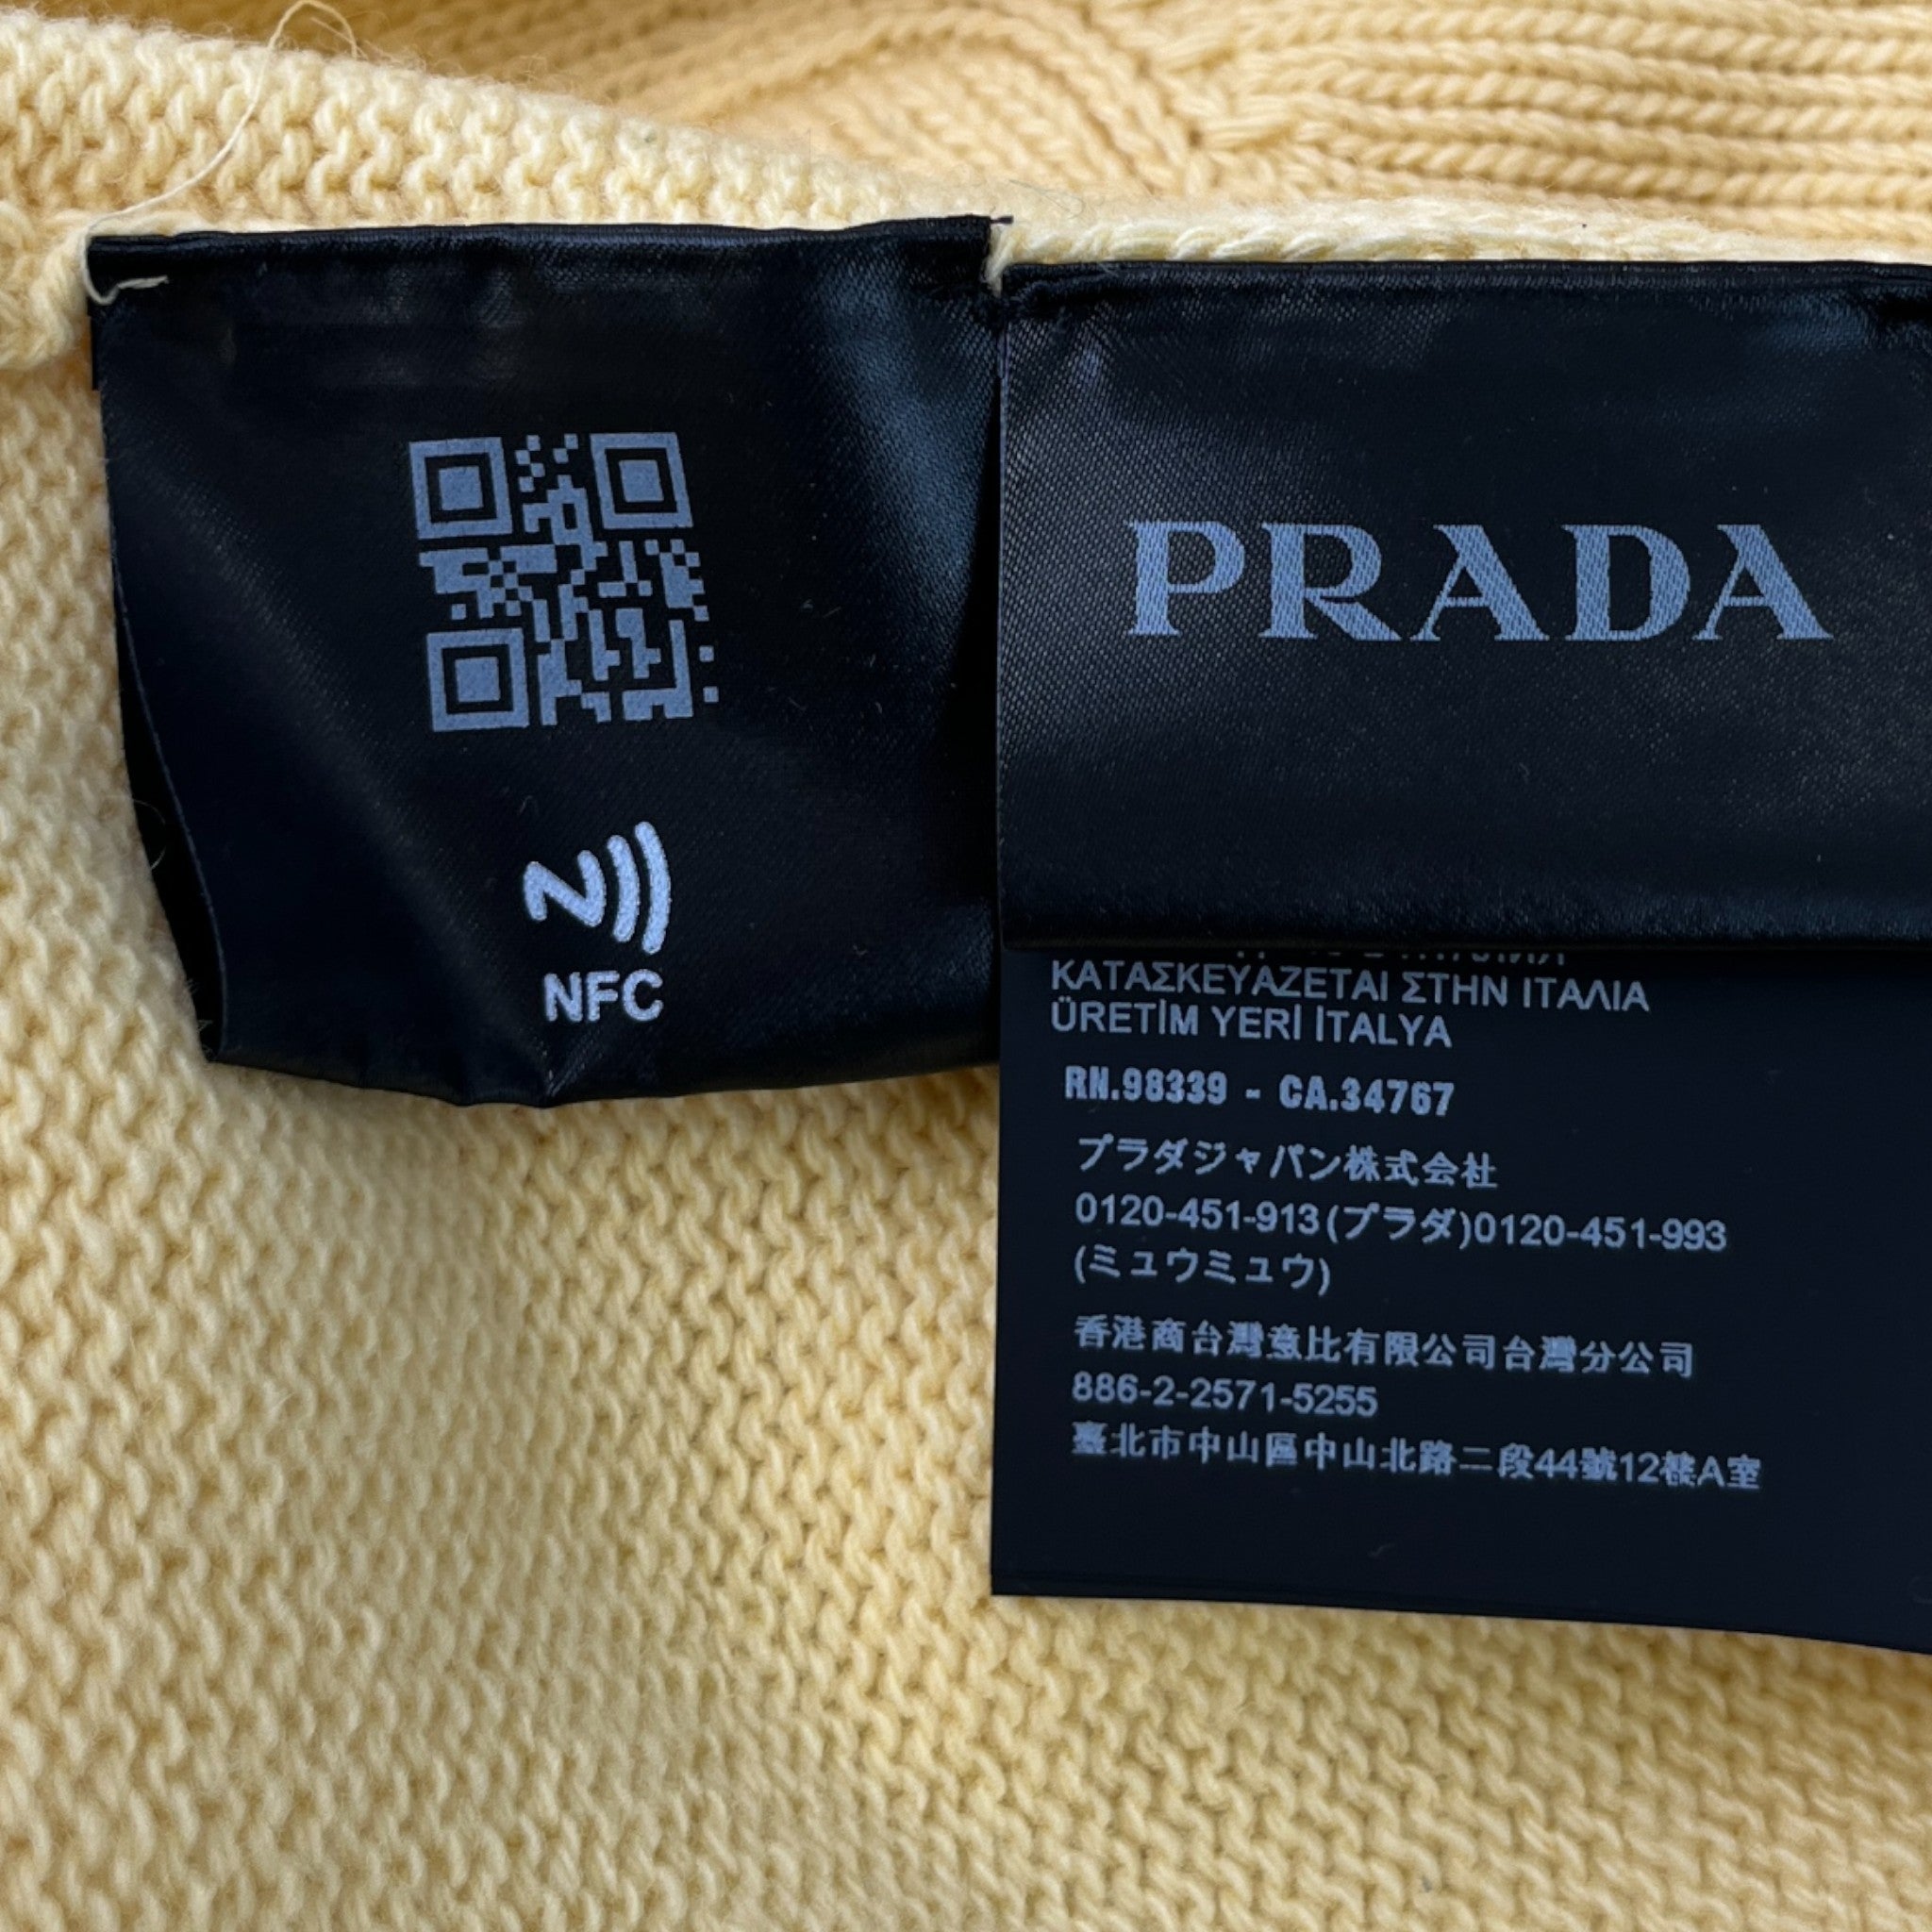 NFC
PRADA
ΚΑΤΑΣΚΕΥΑΖΕΤΑΙ ΣΤΗΝ ΙΤΑΛΙΑ
ÜRETİM YERİ İTALYA
RN.98339 - CA.34767
プラダジャパン株式会社
0120-451-913(プラダ)0120-451-993
(ミュウミュウ)
香港商台灣意比有限公司台灣分公司
886-2-2571-5255
臺北市中山區中山北路二段44號12樓A室